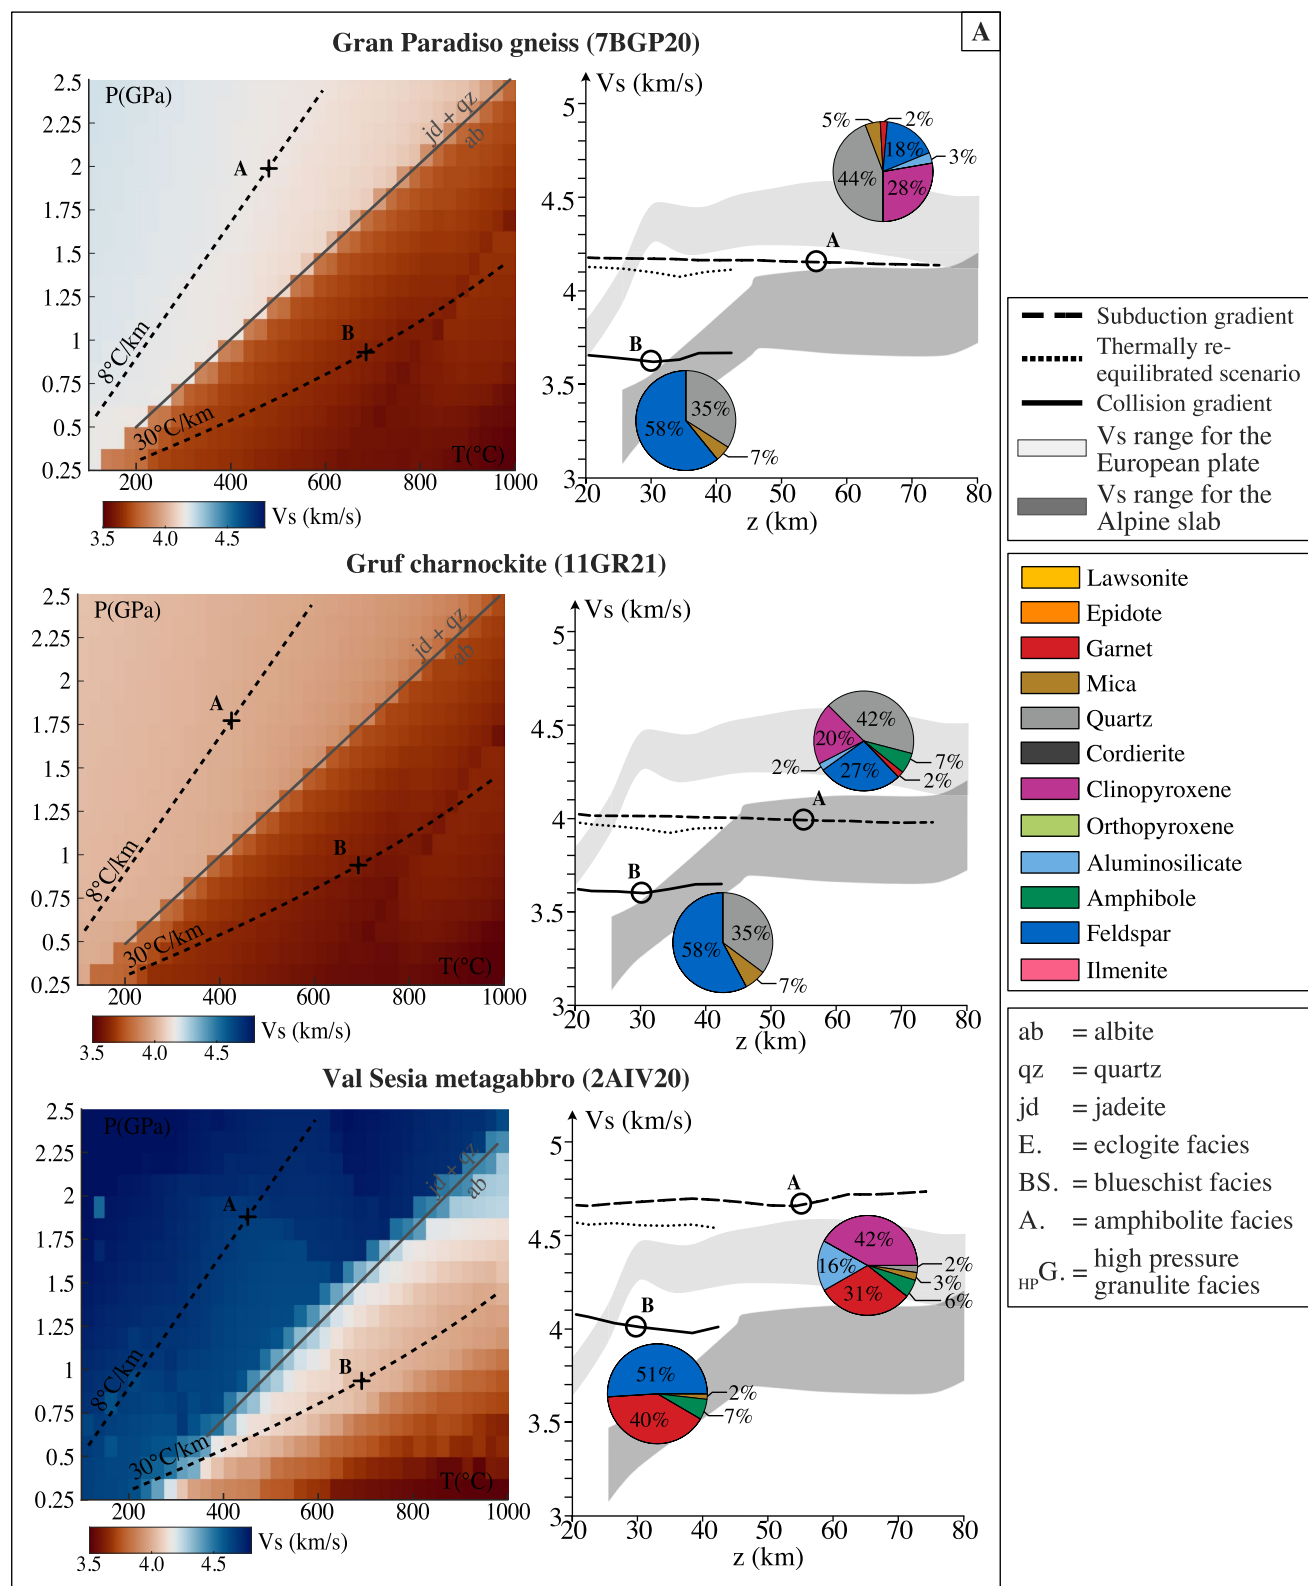 A
Gran Paradiso gneiss (7BGP20)
P(GPa)
2.5
2.25
2
1.75
1.5
1.25
1
0.75
0.5
0.25
A
B
8°C/km
30°C/km
jd + qz
ab
T(°C)
200
400
600
800
1000
3.5
4.0
4.5
Vs (km/s)
Vs (km/s)
5
4.5
4
3.5
3
5%
2%
18%
3%
44%
28%
A
B
35%
58%
7%
20
30
40
50
60
70
80
z (km)
Gruf charnockite (11GR21)
P(GPa)
2.5
2.25
2
1.75
1.5
1.25
1
0.75
0.5
0.25
A
B
8°C/km
30°C/km
jd + qz
ab
T(°C)
200
400
600
800
1000
3.5
4.0
4.5
Vs (km/s)
Vs (km/s)
5
4.5
4
3.5
3
42%
20%
7%
2%
27%
2%
A
B
35%
58%
7%
20
30
40
50
60
70
80
z (km)
Val Sesia metagabbro (2AIV20)
P(GPa)
2.5
2.25
2
1.75
1.5
1.25
1
0.75
0.5
0.25
A
B
8°C/km
30°C/km
jd + qz
ab
T(°C)
200
400
600
800
1000
3.5
4.0
4.5
Vs (km/s)
Vs (km/s)
5
4.5
4
3.5
3
A
42%
16%
2%
3%
31%
6%
B
51%
2%
40%
7%
20
30
40
50
60
70
80
z (km)
Subduction gradient
Thermally re-
equilibrated scenario
Collision gradient
Vs range for the
European plate
Vs range for the
Alpine slab
Lawsonite
Epidote
Garnet
Mica
Quartz
Cordierite
Clinopyroxene
Orthopyroxene
Aluminosilicate
Amphibole
Feldspar
Ilmenite
ab = albite
qz = quartz
jd = jadeite
E. = eclogite facies
BS. = blueschist facies
A. = amphibolite facies
HPG. = high pressure
granulite facies